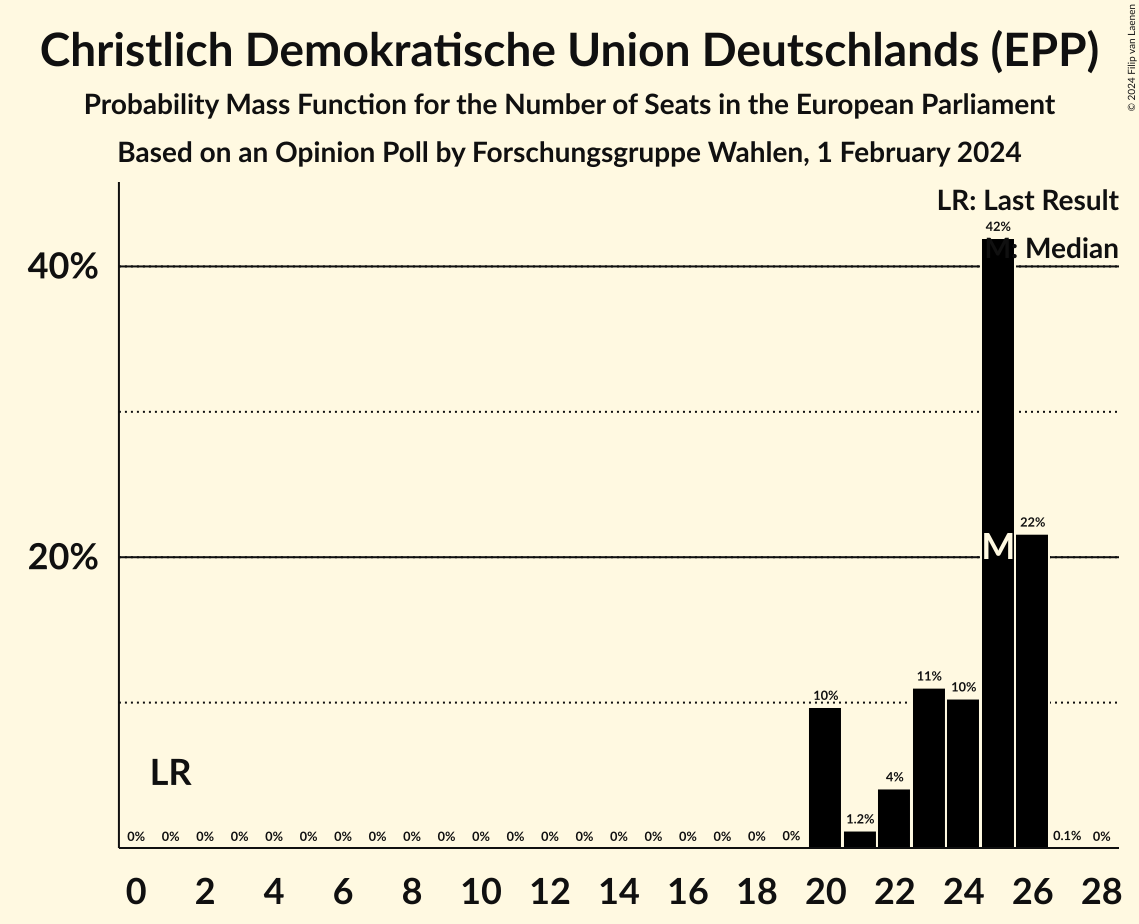 Christlich Demokratische Union Deutschlands (EPP)
Probability Mass Function for the Number of Seats in the European Parliament
Based on an Opinion Poll by Forschungsgruppe Wahlen, 1 February 2024
© 2024 Filip van Laenen
LR: Last Result
M: Median
42%
40%
22%
20%
M
11%
10%
10%
4%
1.2%
LR
0% 0% 0% 0% 0% 0% 0% 0% 0% 0% 0% 0% 0% 0% 0% 0% 0% 0% 0% 0% 0.1% 0%
0 2 4 6 8 10 12 14 16 18 20 22 24 26 28